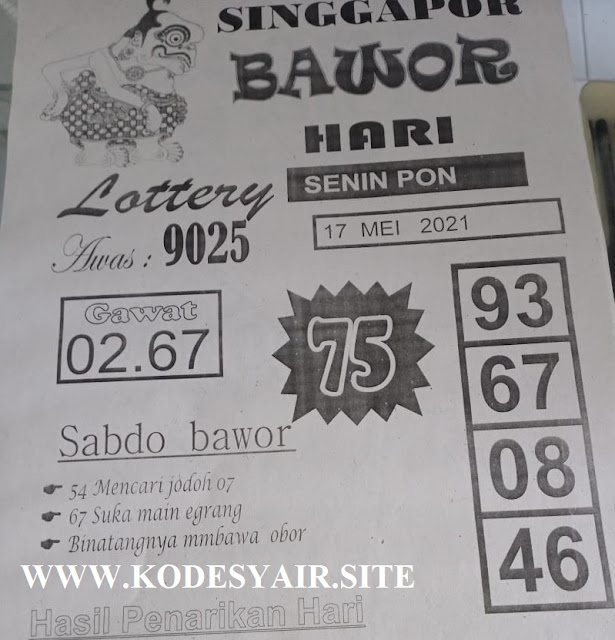 SINGGAPOR
BAWOR
HARI
SENIN PON
Lottery
17 MEI 2021
Awas : 9025
Gawat
02.67
75
93
67
08
46
Sabdo bawor
54 Mencari jodoh 07
67 Suka main egrang
Binatangnya mmbawa obor
WWW.KODESYAIR.SITE
Hasil Penarikan Hari